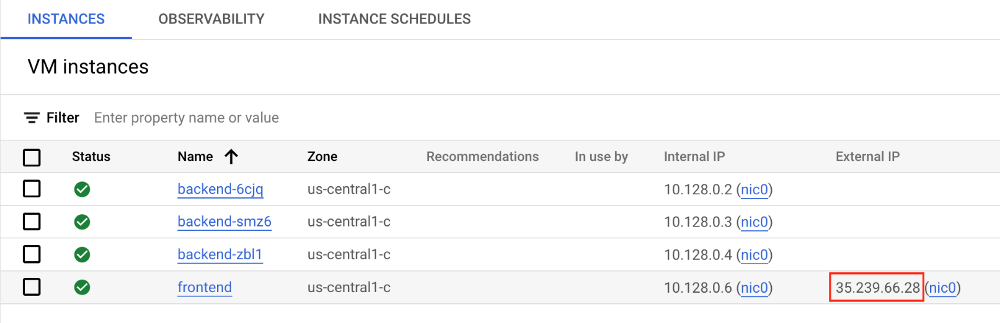 INSTANCES OBSERVABILITY INSTANCE SCHEDULES
VM instances
Filter Enter property name or value
Status Name Zone Recommendations In use by Internal IP External IP
backend-6cjq us-central1-c 10.128.0.2 (nic0)
backend-smz6 us-central1-c 10.128.0.3 (nic0)
backend-zbl1 us-central1-c 10.128.0.4 (nic0)
frontend us-central1-c 10.128.0.6 (nic0) 35.239.66.28 (nic0)